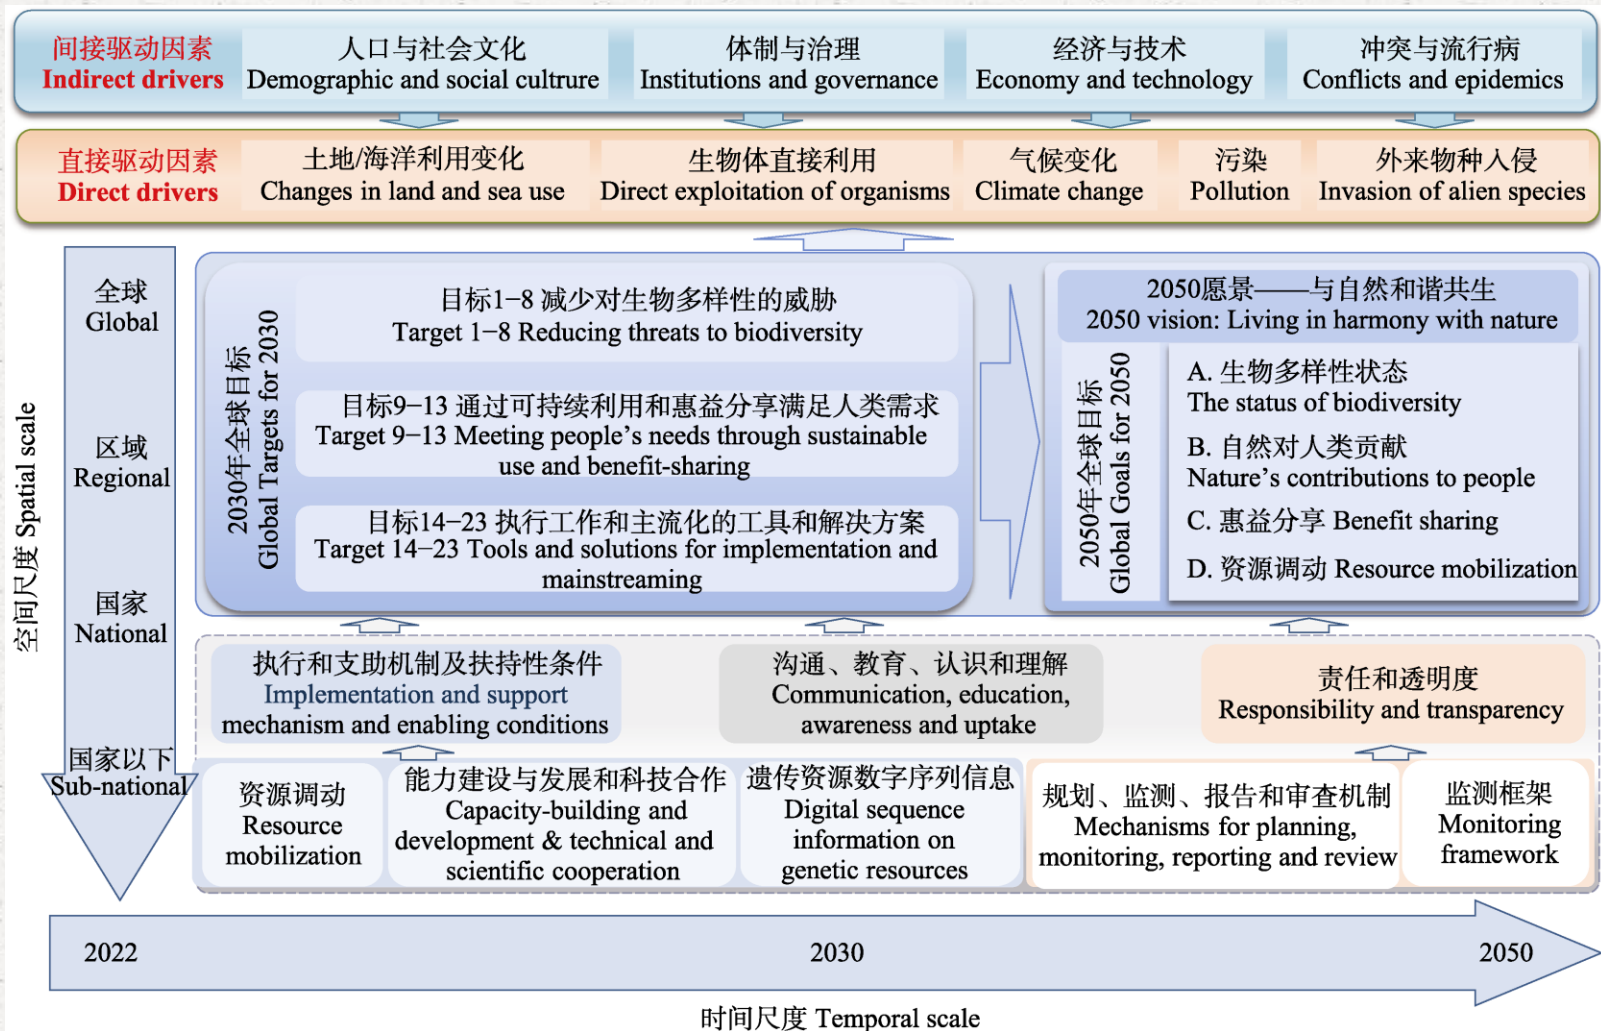 间接驱动因素
Indirect drivers
人口与社会文化
Demographic and social cultrure
体制与治理
Institutions and governance
经济与技术
Economy and technology
冲突与流行病
Conflicts and epidemics
直接驱动因素
Direct drivers
土地/海洋利用变化
Changes in land and sea use
生物体直接利用
Direct exploitation of organisms
气候变化
Climate change
污染
Pollution
外来物种入侵
Invasion of alien species
空间尺度 Spatial scale
全球
Global
区域
Regional
国家
National
国家以下
Sub-national
2030年全球目标
Global Targets for 2030
目标1−8 减少对生物多样性的威胁
Target 1−8 Reducing threats to biodiversity
目标9−13 通过可持续利用和惠益分享满足人类需求
Target 9−13 Meeting people’s needs through sustainable
use and benefit-sharing
目标14−23 执行工作和主流化的工具和解决方案
Target 14−23 Tools and solutions for implementation and
mainstreaming
2050愿景——与自然和谐共生
2050 vision: Living in harmony with nature
2050年全球目标
Global Goals for 2050
A. 生物多样性状态
The status of biodiversity
B. 自然对人类贡献
Nature’s contributions to people
C. 惠益分享 Benefit sharing
D. 资源调动 Resource mobilization
执行和支助机制及扶持性条件
Implementation and support
mechanism and enabling conditions
沟通、教育、认识和理解
Communication, education,
awareness and uptake
责任和透明度
Responsibility and transparency
资源调动
Resource
mobilization
能力建设与发展和科技合作
Capacity-building and
development & technical and
scientific cooperation
遗传资源数字序列信息
Digital sequence
information on
genetic resources
规划、监测、报告和审查机制
Mechanisms for planning,
monitoring, reporting and review
监测框架
Monitoring
framework
2022
2030
2050
时间尺度 Temporal scale